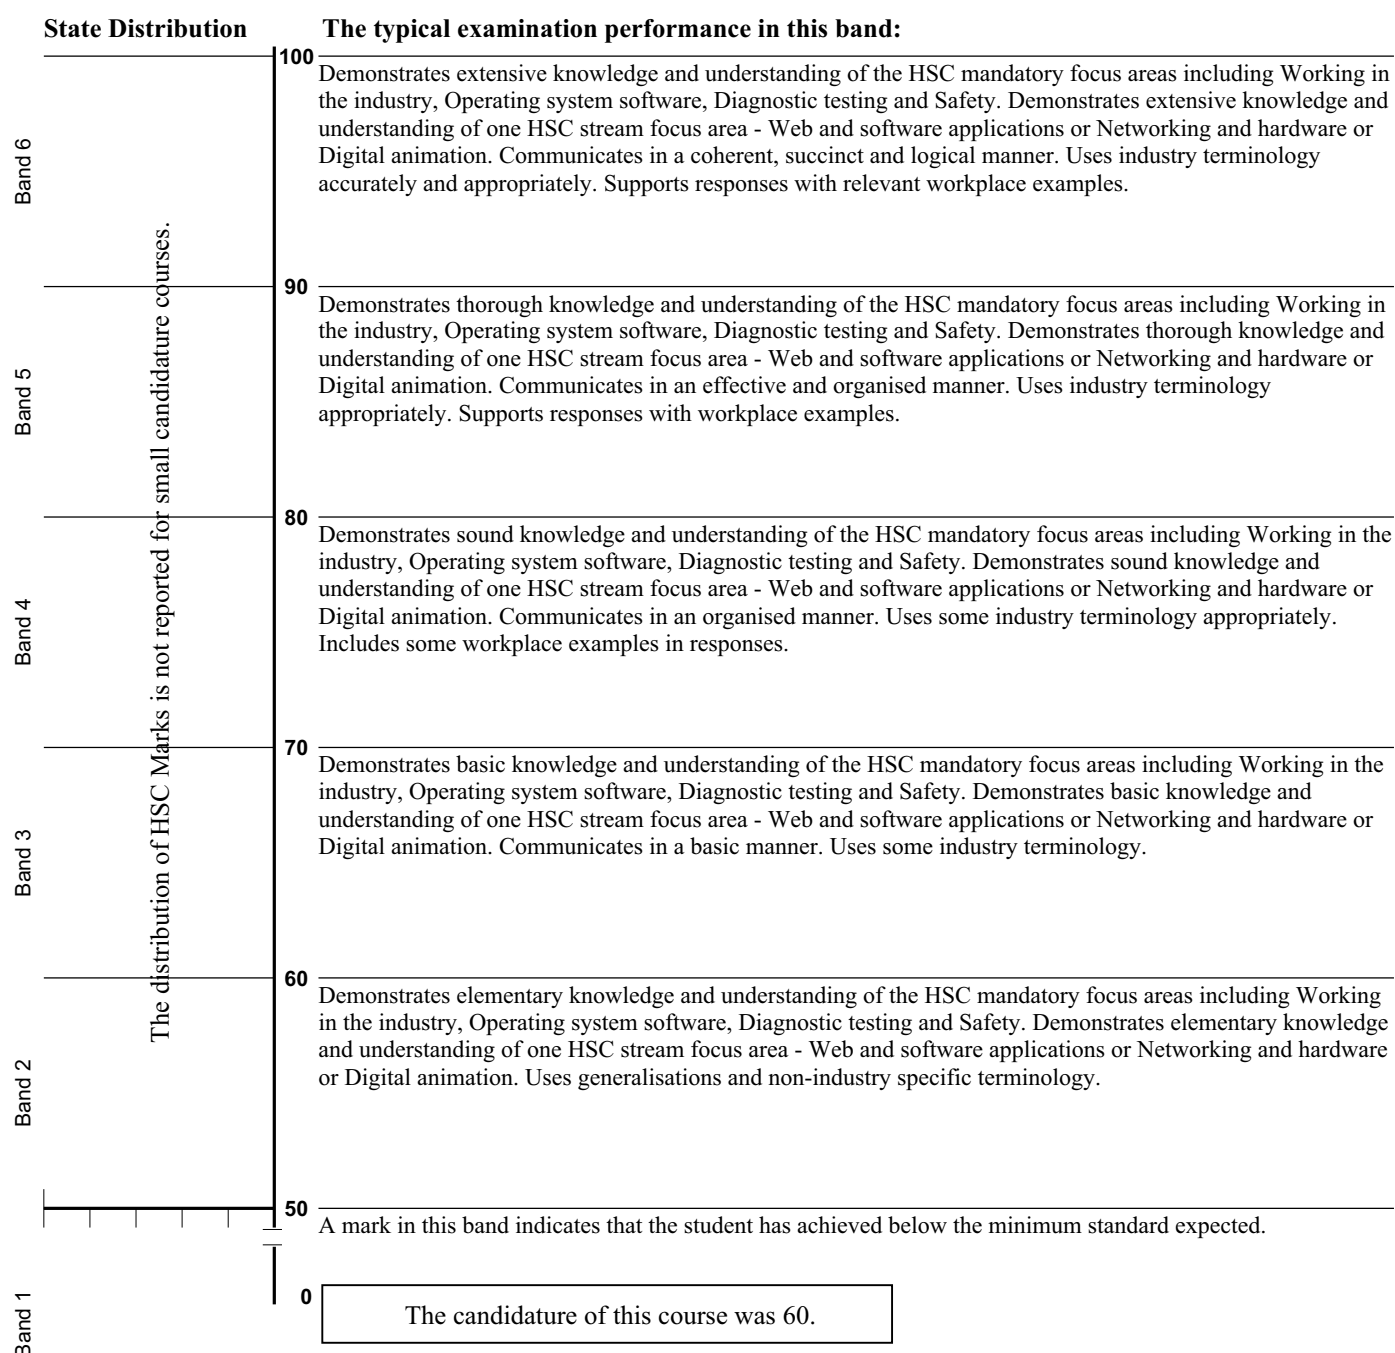 State Distribution
The typical examination performance in this band:
100
Demonstrates extensive knowledge and understanding of the HSC mandatory focus areas including Working in
the industry, Operating system software, Diagnostic testing and Safety. Demonstrates extensive knowledge and
understanding of one HSC stream focus area - Web and software applications or Networking and hardware or
Digital animation. Communicates in a coherent, succinct and logical manner. Uses industry terminology
accurately and appropriately. Supports responses with relevant workplace examples.
Band 6
90
Demonstrates thorough knowledge and understanding of the HSC mandatory focus areas including Working in
the industry, Operating system software, Diagnostic testing and Safety. Demonstrates thorough knowledge and
understanding of one HSC stream focus area - Web and software applications or Networking and hardware or
Digital animation. Communicates in an effective and organised manner. Uses industry terminology
appropriately. Supports responses with workplace examples.
Band 5
80
Demonstrates sound knowledge and understanding of the HSC mandatory focus areas including Working in the
industry, Operating system software, Diagnostic testing and Safety. Demonstrates sound knowledge and
understanding of one HSC stream focus area - Web and software applications or Networking and hardware or
Digital animation. Communicates in an organised manner. Uses some industry terminology appropriately.
Includes some workplace examples in responses.
Band 4
The distribution of HSC Marks is not reported for small candidature courses.
70
Demonstrates basic knowledge and understanding of the HSC mandatory focus areas including Working in the
industry, Operating system software, Diagnostic testing and Safety. Demonstrates basic knowledge and
understanding of one HSC stream focus area - Web and software applications or Networking and hardware or
Digital animation. Communicates in a basic manner. Uses some industry terminology.
Band 3
60
Demonstrates elementary knowledge and understanding of the HSC mandatory focus areas including Working
in the industry, Operating system software, Diagnostic testing and Safety. Demonstrates elementary knowledge
and understanding of one HSC stream focus area - Web and software applications or Networking and hardware
or Digital animation. Uses generalisations and non-industry specific terminology.
Band 2
50
A mark in this band indicates that the student has achieved below the minimum standard expected.
0
Band 1
The candidature of this course was 60.